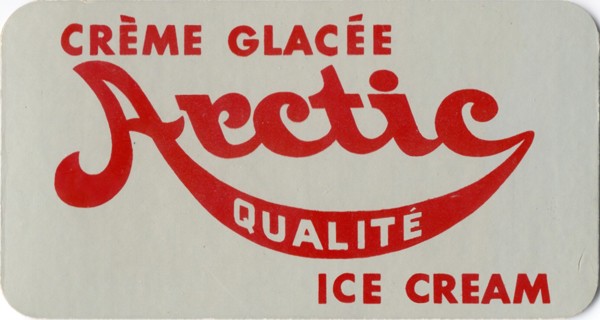 CRÈME GLACÉE
Arctic
QUALITÉ
ICE CREAM